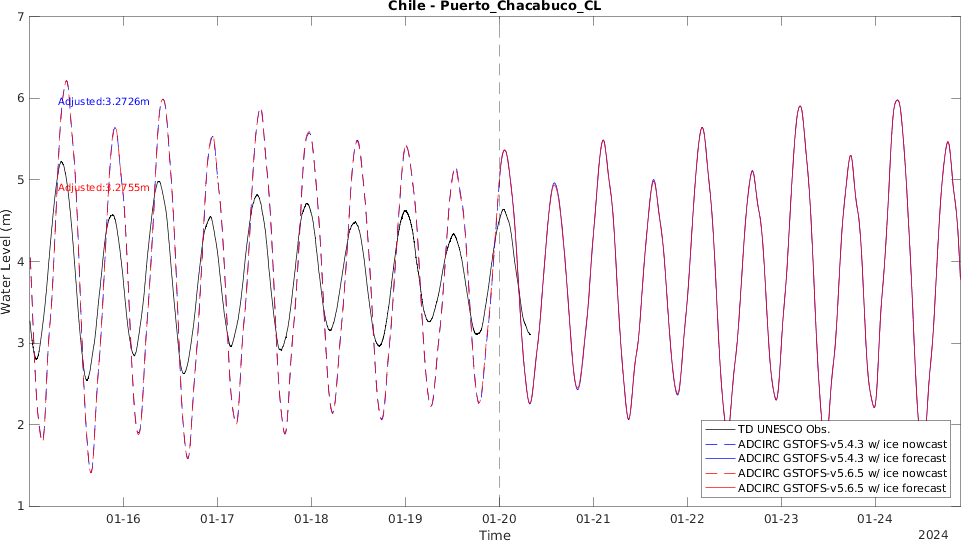 Chile - Puerto_Chacabuco_CL
7
6
5
4
3
2
1
Water Level (m)
Adjusted:3.2726m
Adjusted:3.2755m
TD UNESCO Obs.
ADCIRC GSTOFS-v5.4.3 w/ ice nowcast
ADCIRC GSTOFS-v5.4.3 w/ ice forecast
ADCIRC GSTOFS-v5.6.5 w/ ice nowcast
ADCIRC GSTOFS-v5.6.5 w/ ice forecast
01-16 01-17 01-18 01-19 01-20 01-21 01-22 01-23 01-24
Time
2024